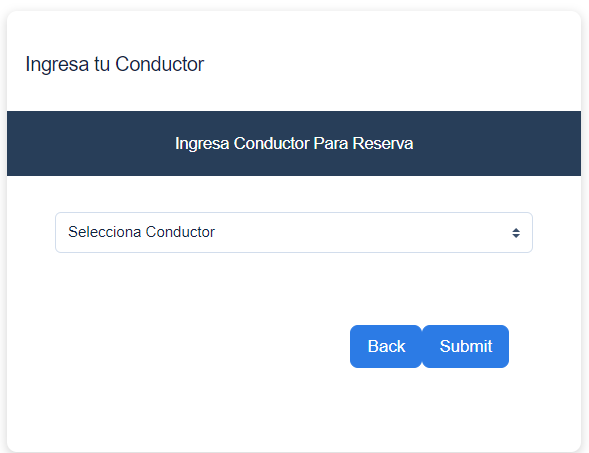 Ingresa tu Conductor
Ingresa Conductor Para Reserva
Selecciona Conductor
Back Submit